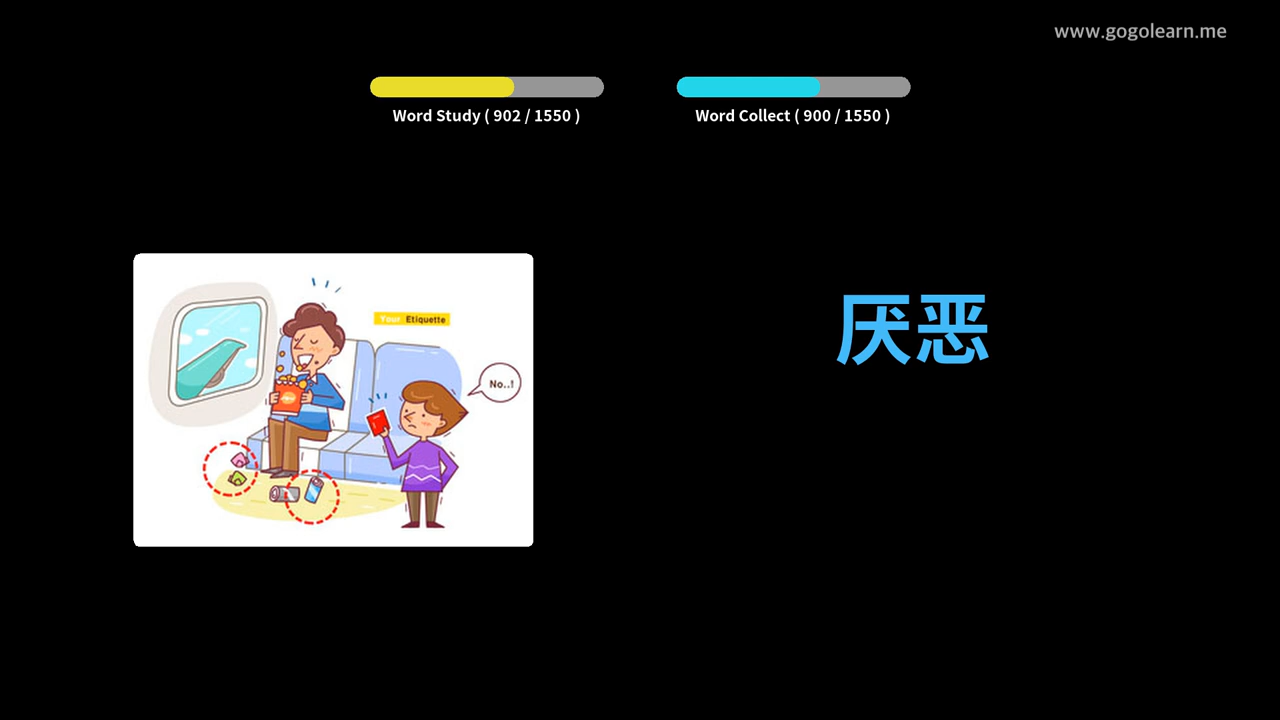 www.gogolearn.me
Word Study ( 902 / 1550 )
Word Collect ( 900 / 1550 )
Your Etiquette
No..!
厌恶